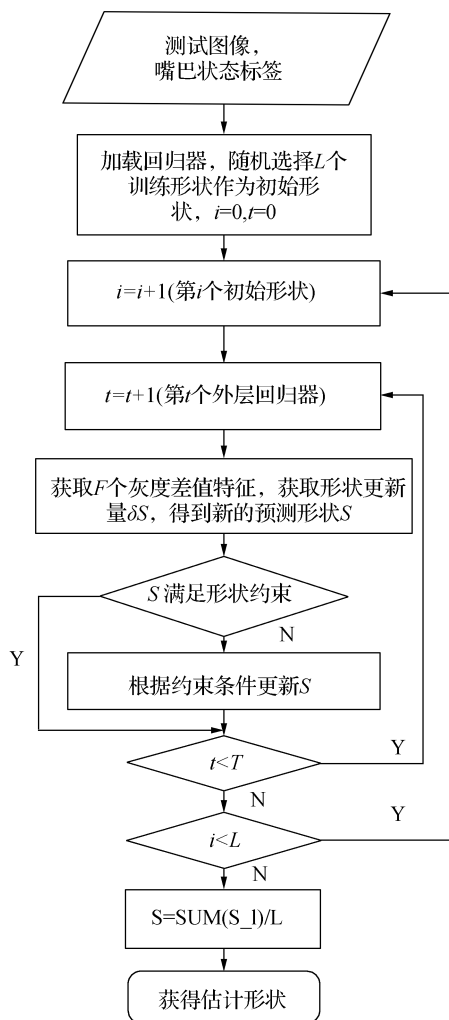 测试图像，
嘴巴状态标签
加载回归器，随机选择L个
训练形状作为初始形
状，i=0,t=0
i=i+1(第i个初始形状)
t=t+1(第t个外层回归器)
获取F个灰度差值特征，获取形状更新
量δS，得到新的预测形状S
S 满足形状约束
N
Y
根据约束条件更新S
t<T
Y
N
i<L
Y
N
S=SUM(S_l)/L
获得估计形状